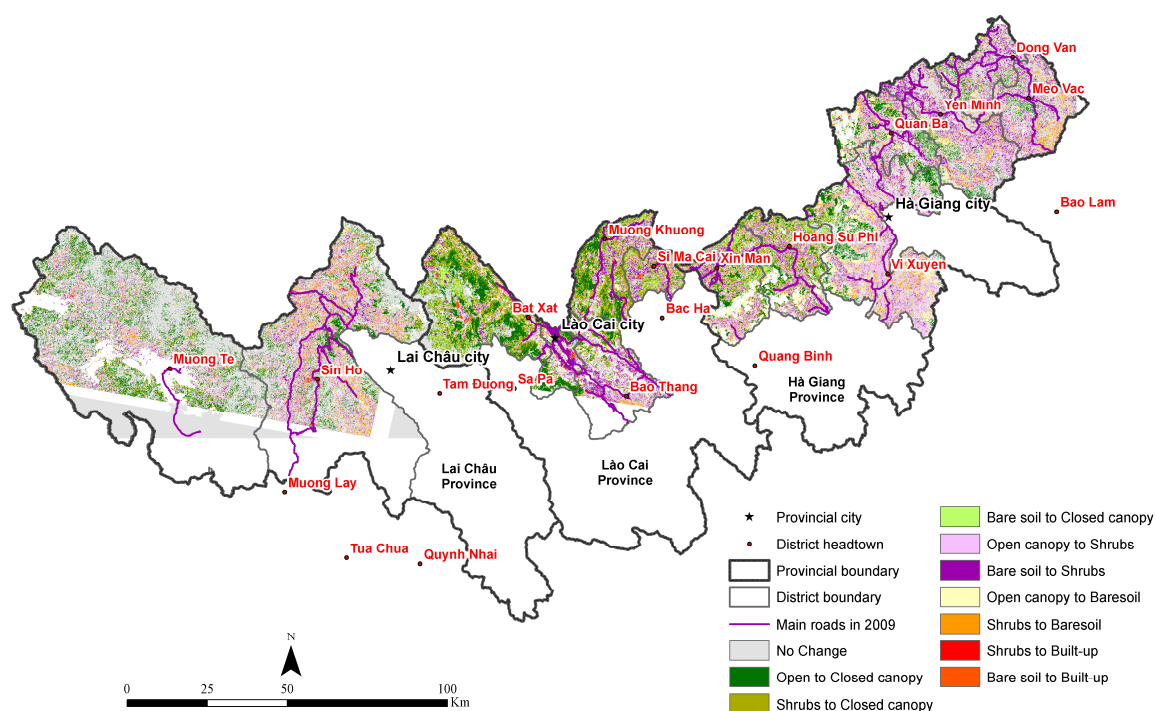 Dong Van
Meo Vac
Yen Minh
Quan Ba
Bao Lam
Hà Giang city
Muong Khuong
Hoang Su Phi
Si Ma Cai
Xin Man
Vi Xuyen
Bat Xat
Bac Ha
Lào Cai city
Muong Te
Lai Châu city
Quang Binh
Sin Ho
Sa Pa
Tam Đuong
Bao Thang
Hà Giang
Province
Lai Châu
Province
Lào Cai
Province
Muong Lay
Tua Chua
Quynh Nhai
Provincial city
District headtown
Provincial boundary
District boundary
Main roads in 2009
No Change
Open to Closed canopy
Shrubs to Closed canopy
Bare soil to Closed canopy
Open canopy to Shrubs
Bare soil to Shrubs
Open canopy to Baresoil
Shrubs to Baresoil
Shrubs to Built-up
Bare soil to Built-up
N
0 25 50 100
Km